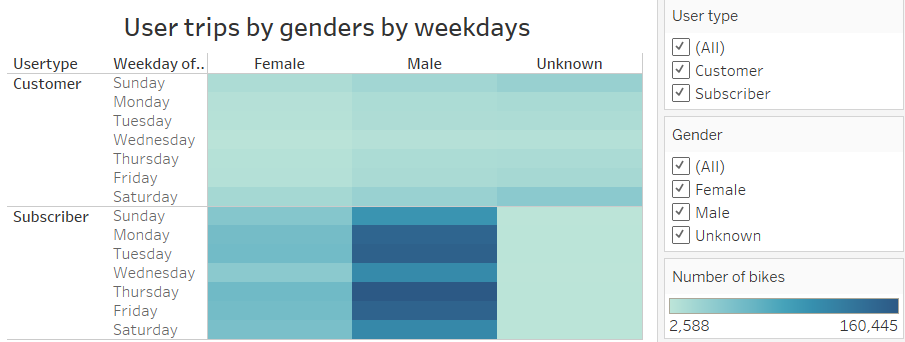 User trips by genders by weekdays
Usertype Weekday of.. Female Male Unknown
Customer Sunday
Monday
Tuesday
Wednesday
Thursday
Friday
Saturday
Subscriber Sunday
Monday
Tuesday
Wednesday
Thursday
Friday
Saturday
User type
(All)
Customer
Subscriber
Gender
(All)
Female
Male
Unknown
Number of bikes
2,588 160,445